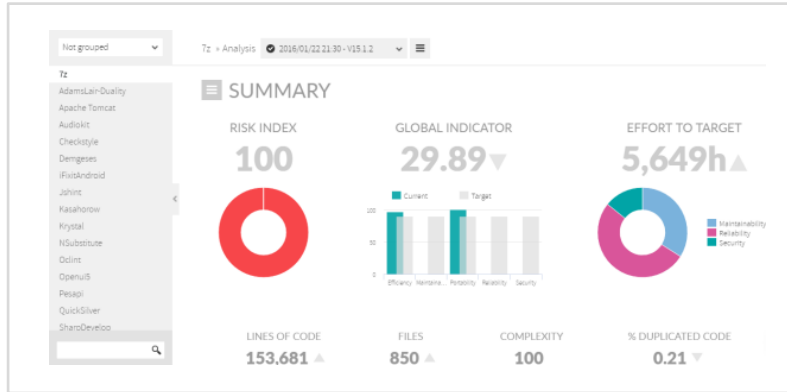 Not grouped
7z » Analysis
2016/01/22 21:30 - V15.1.2
7z
AdamsLair-Duality
Apache Tomcat
Audiokit
Checkstyle
Demgeses
iFixitAndroid
Jshint
Kasahorow
Krystal
NSubstitute
Oclint
Openui5
Pesapi
QuickSilver
SharpDevelop
SUMMARY
RISK INDEX
100
GLOBAL INDICATOR
29.89
EFFORT TO TARGET
5,649h
Current
Target
100
50
0
Efficiency
Maintaina...
Portability
Reliability
Security
Maintainability
Reliability
Security
LINES OF CODE
153,681
FILES
850
COMPLEXITY
100
% DUPLICATED CODE
0.21